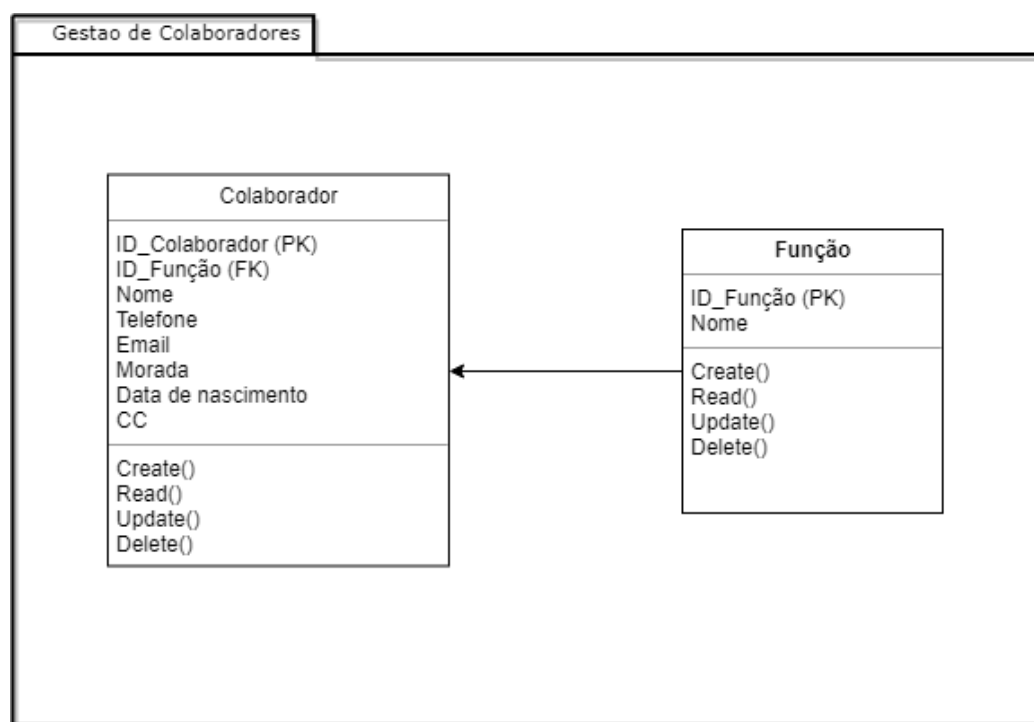 Gestao de Colaboradores
Colaborador
ID_Colaborador (PK)
ID_Função (FK)
Nome
Telefone
Email
Morada
Data de nascimento
CC
Create()
Read()
Update()
Delete()
Função
ID_Função (PK)
Nome
Create()
Read()
Update()
Delete()